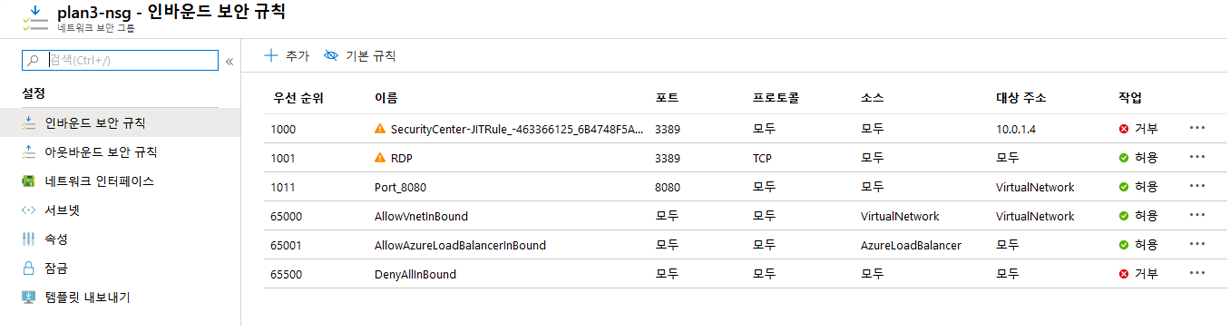 plan3-nsg - 인바운드 보안 규칙
네트워크 보안 그룹
검색(Ctrl+/)
«
추가 기본 규칙
설정
인바운드 보안 규칙
아웃바운드 보안 규칙
네트워크 인터페이스
서브넷
속성
잠금
템플릿 내보내기
우선 순위 이름 포트 프로토콜 소스 대상 주소 작업
1000 SecurityCenter-JITRule_-463366125_6B4748F5A... 3389 모두 모두 10.0.1.4 거부 ...
1001 RDP 3389 TCP 모두 모두 허용 ...
1011 Port_8080 8080 모두 모두 VirtualNetwork 허용 ...
65000 AllowVnetInBound 모두 모두 VirtualNetwork VirtualNetwork 허용 ...
65001 AllowAzureLoadBalancerInBound 모두 모두 AzureLoadBalancer 모두 허용 ...
65500 DenyAllInBound 모두 모두 모두 모두 거부 ...